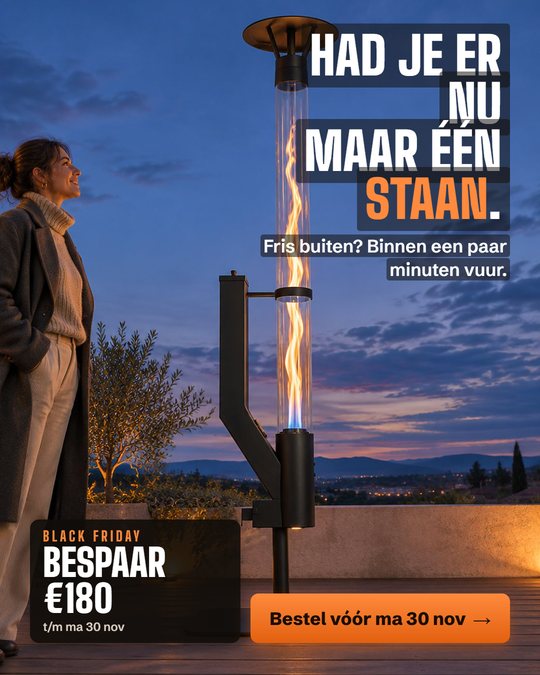 HAD JE ER
NU
MAAR ÉÉN
STAAN.
Fris buiten? Binnen een paar
minuten vuur.
BLACK FRIDAY
BESPAAR
€180
t/m ma 30 nov
Bestel vóór ma 30 nov →